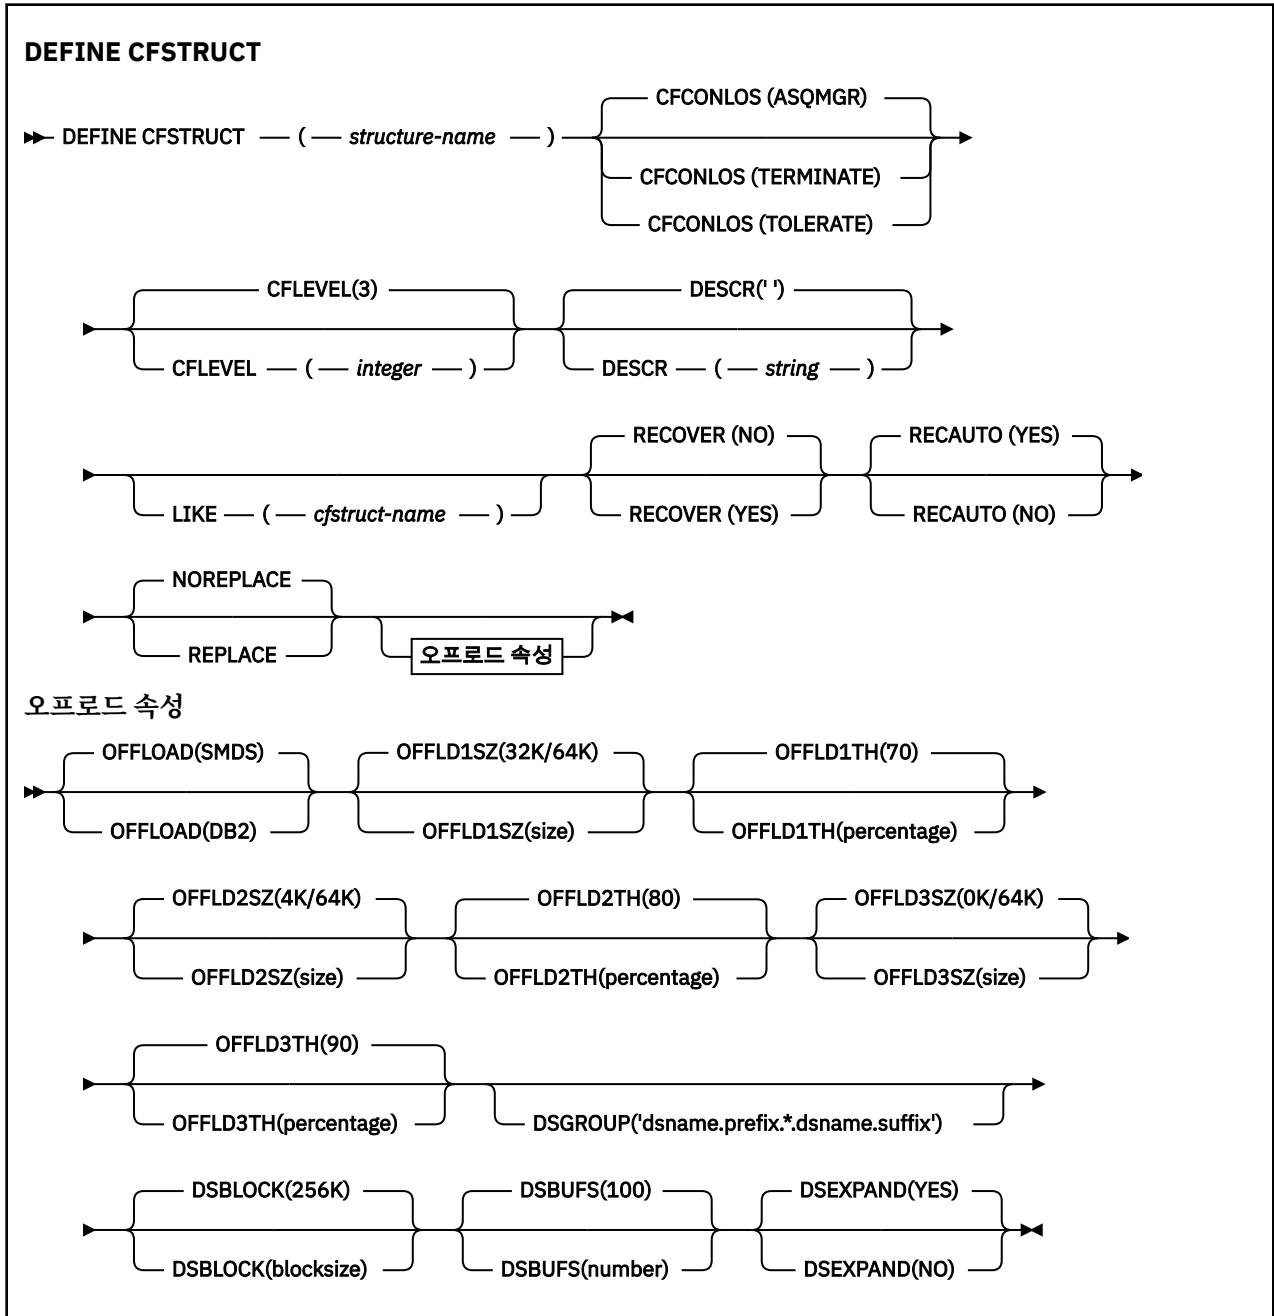 DEFINE CFSTRUCT
CFCONLOS (ASQMGR)
DEFINE CFSTRUCT ( structure-name )
CFCONLOS (TERMINATE)
CFCONLOS (TOLERATE)
CFLEVEL(3) DESCR(' ')
CFLEVEL ( integer ) DESCR ( string )
RECOVER (NO) RECAUTO (YES)
LIKE ( cfstruct-name ) RECOVER (YES) RECAUTO (NO)
NOREPLACE
REPLACE 오프로드 속성
오프로드 속성
OFFLOAD(SMDS) OFFLD1SZ(32K/64K) OFFLD1TH(70)
OFFLOAD(DB2) OFFLD1SZ(size) OFFLD1TH(percentage)
OFFLD2SZ(4K/64K) OFFLD2TH(80) OFFLD3SZ(0K/64K)
OFFLD2SZ(size) OFFLD2TH(percentage) OFFLD3SZ(size)
OFFLD3TH(90)
OFFLD3TH(percentage) DSGROUP('dsname.prefix.*.dsname.suffix')
DSBLOCK(256K) DSBUFS(100) DSEXPAND(YES)
DSBLOCK(blocksize) DSBUFS(number) DSEXPAND(NO)